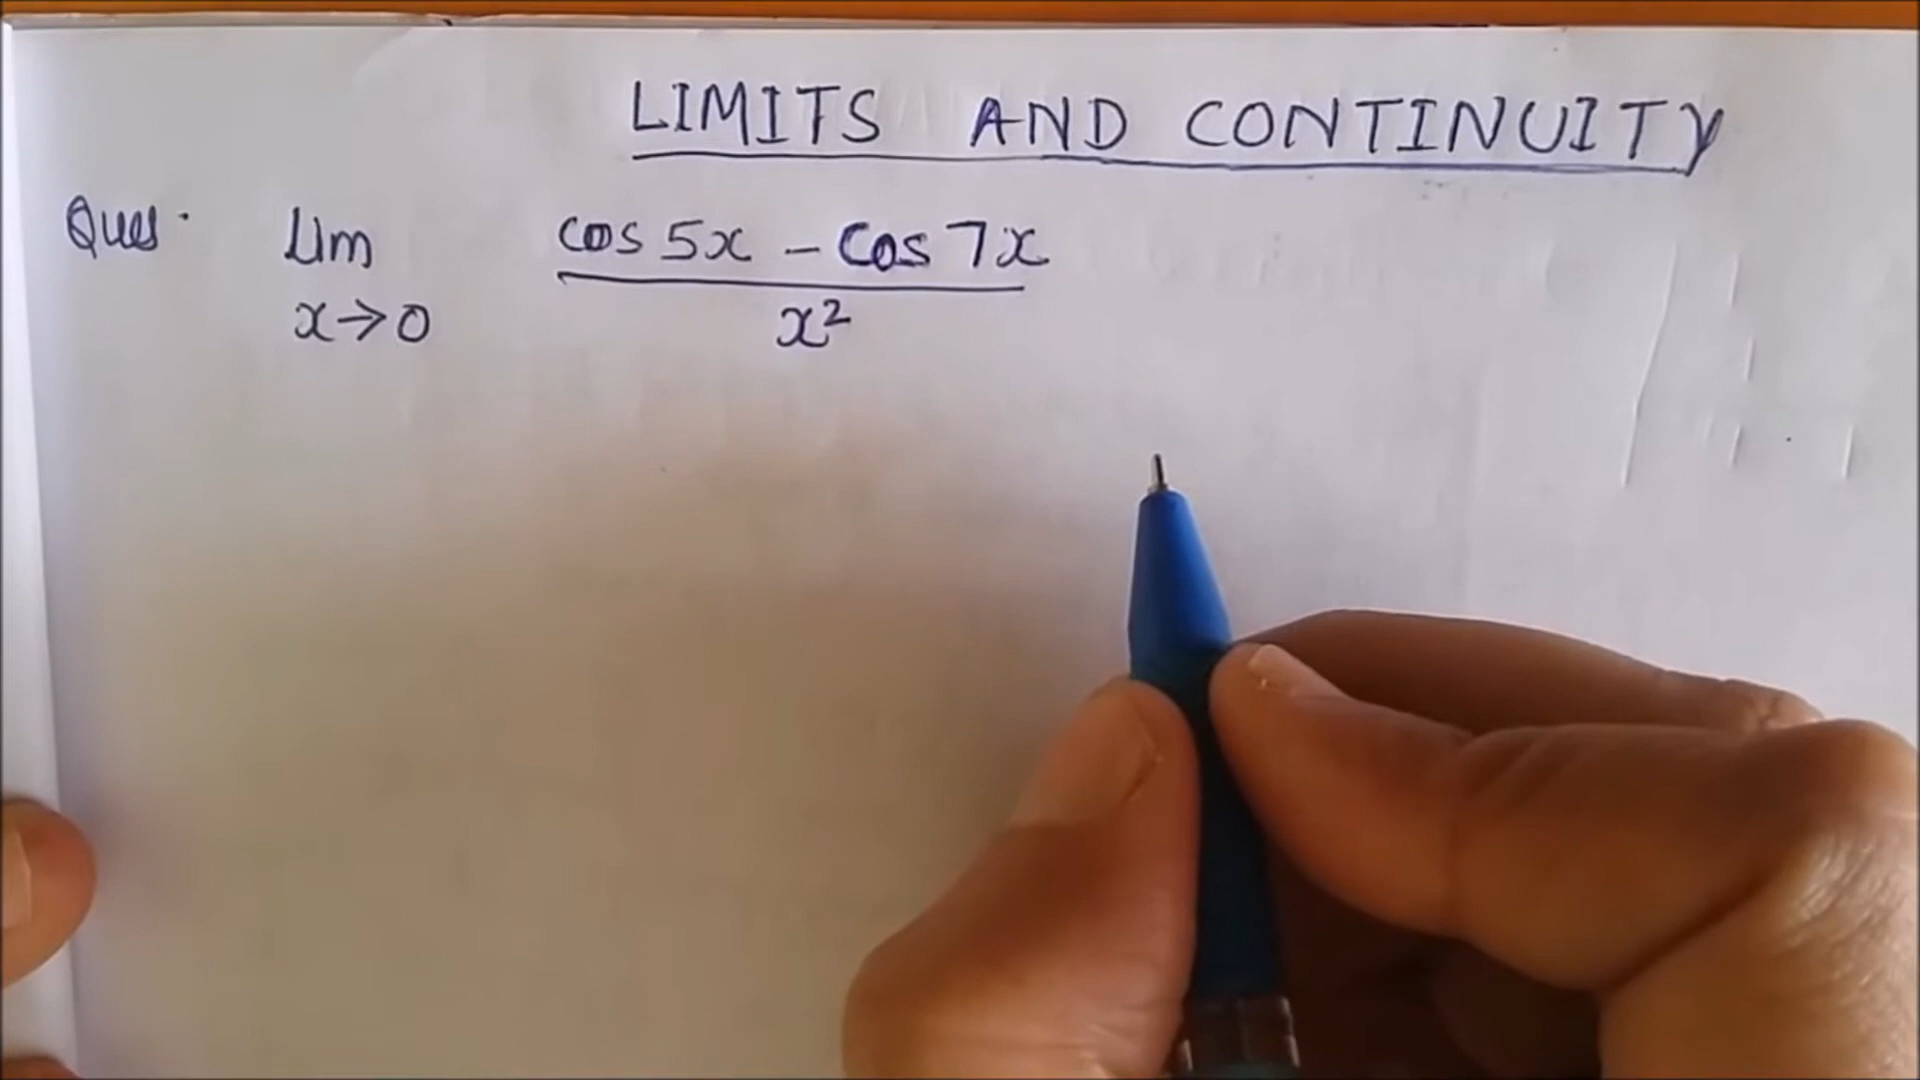 LIMITS AND CONTINUITY
Ques. Lim cos 5x - cos 7x
x→0 x²